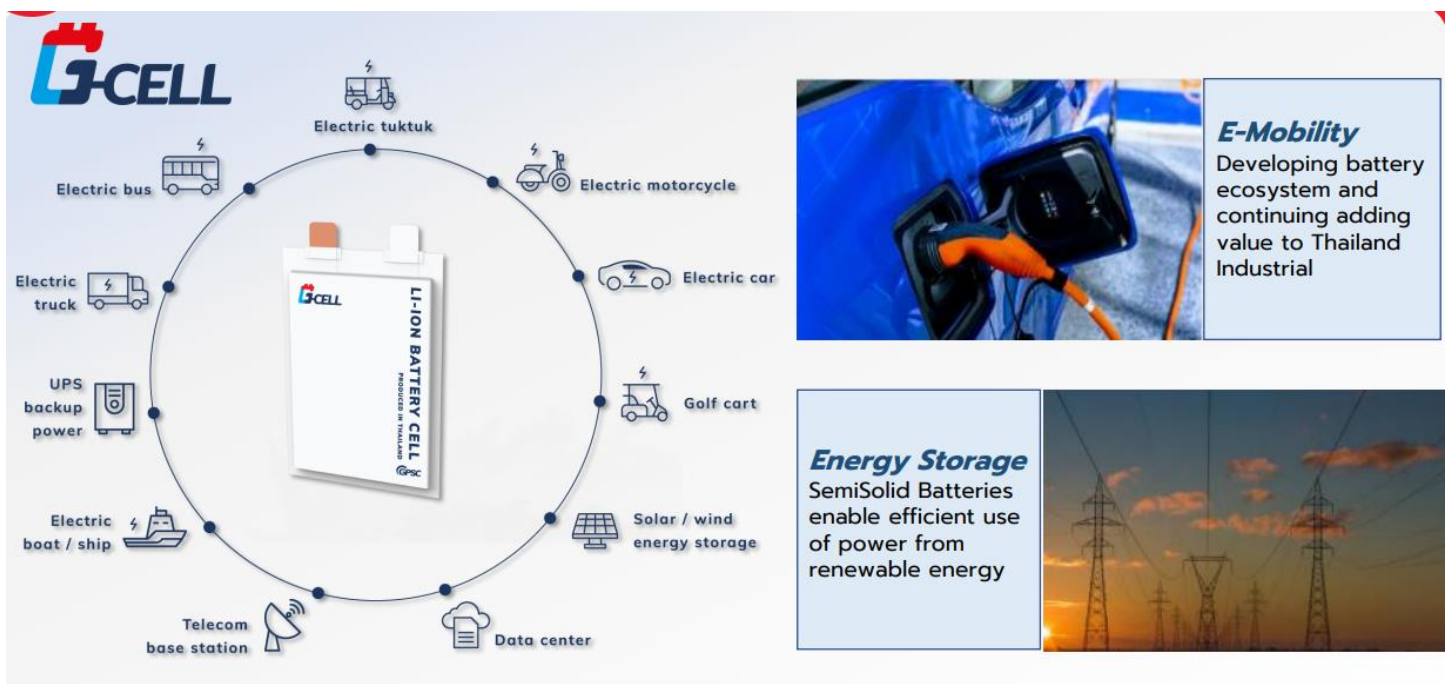 G-CELL
Electric tuktuk
Electric bus
Electric motorcycle
Electric
truck
Electric car
UPS
backup
power
Golf cart
Electric
boat / ship
Solar / wind
energy storage
Telecom
base station
Data center
G-CELL
LI-ION BATTERY CELL
PRODUCED IN THAILAND
GPSC
E-Mobility
Developing battery
ecosystem and
continuing adding
value to Thailand
Industrial
Energy Storage
SemiSolid Batteries
enable efficient use
of power from
renewable energy